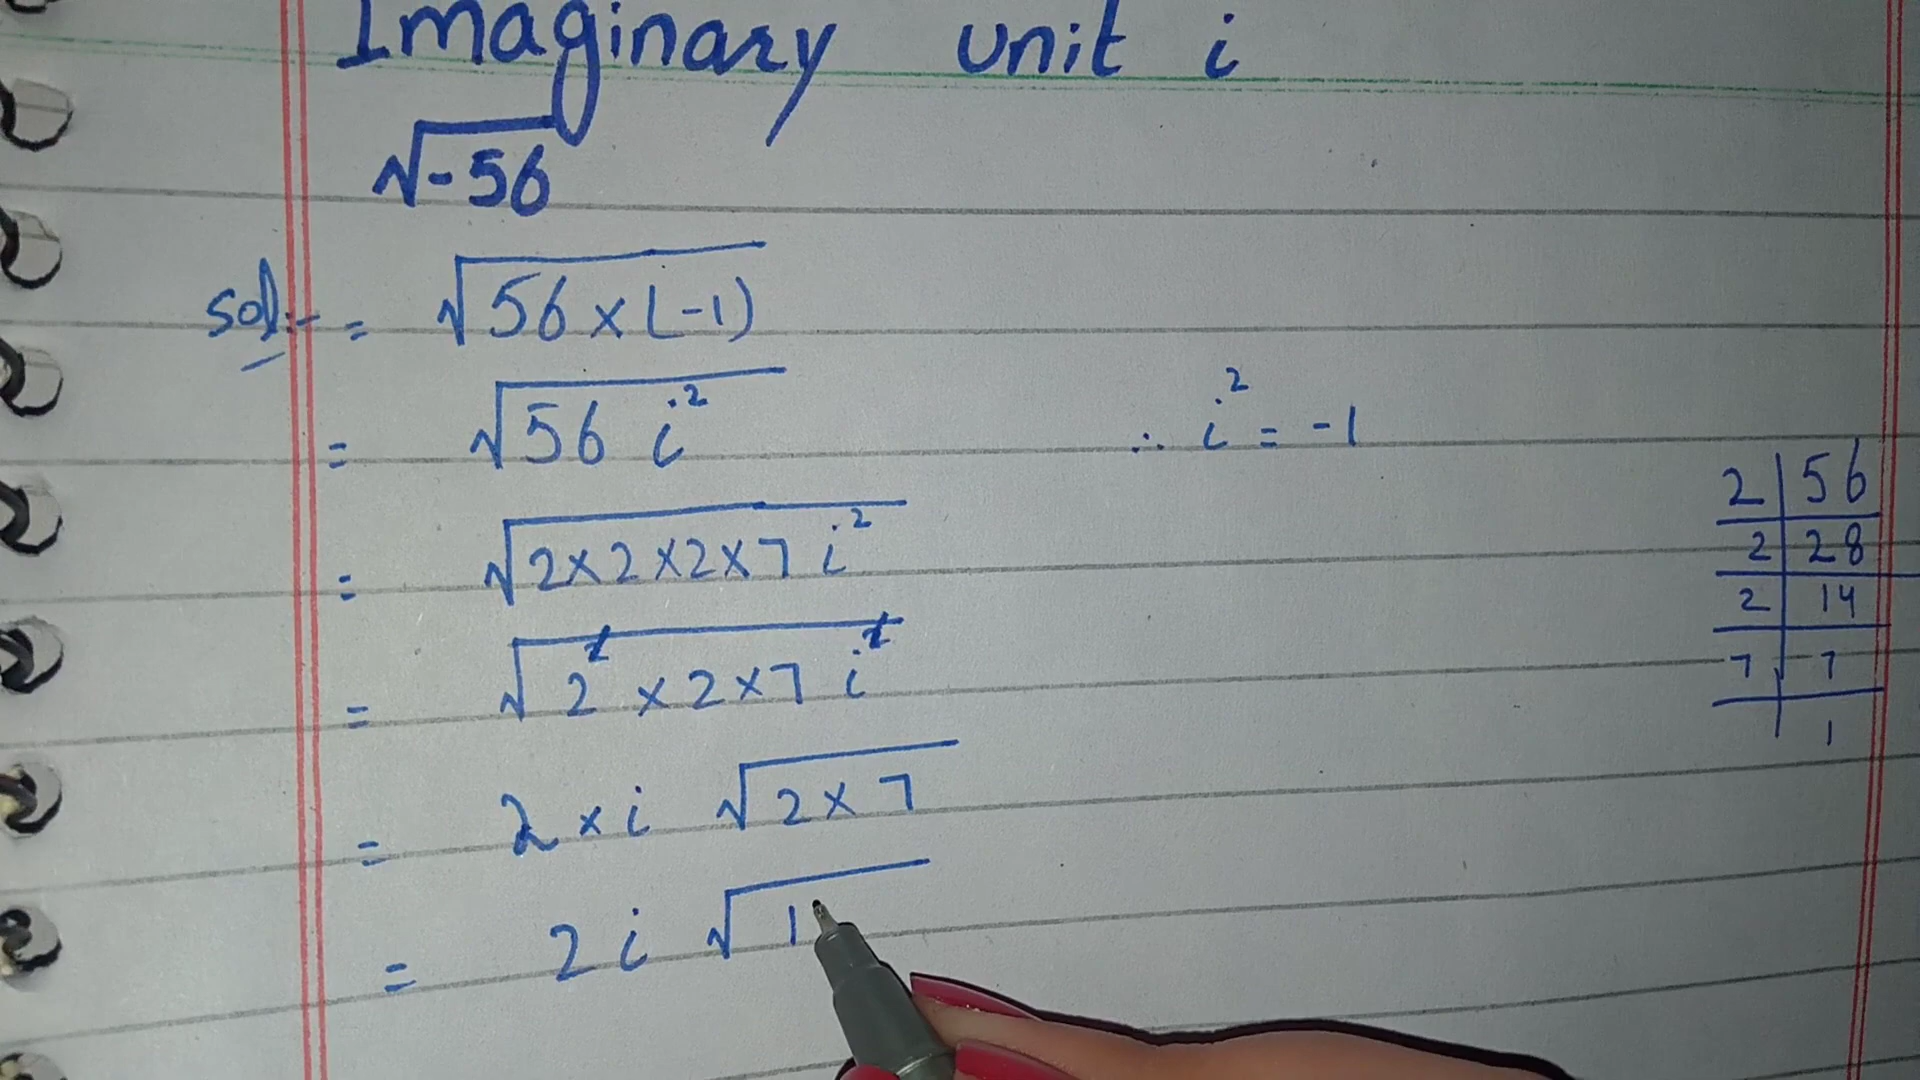 Imaginary unit i
√-56
Sol:- = √56 × (-1)
= √56 i² ∴ i² = -1
= √2×2×2×7 i²
= √2² × 2×7 i²
= 2 × i √2×7
= 2 i √1
2 | 56
2 | 28
2 | 14
7 | 7
| 1